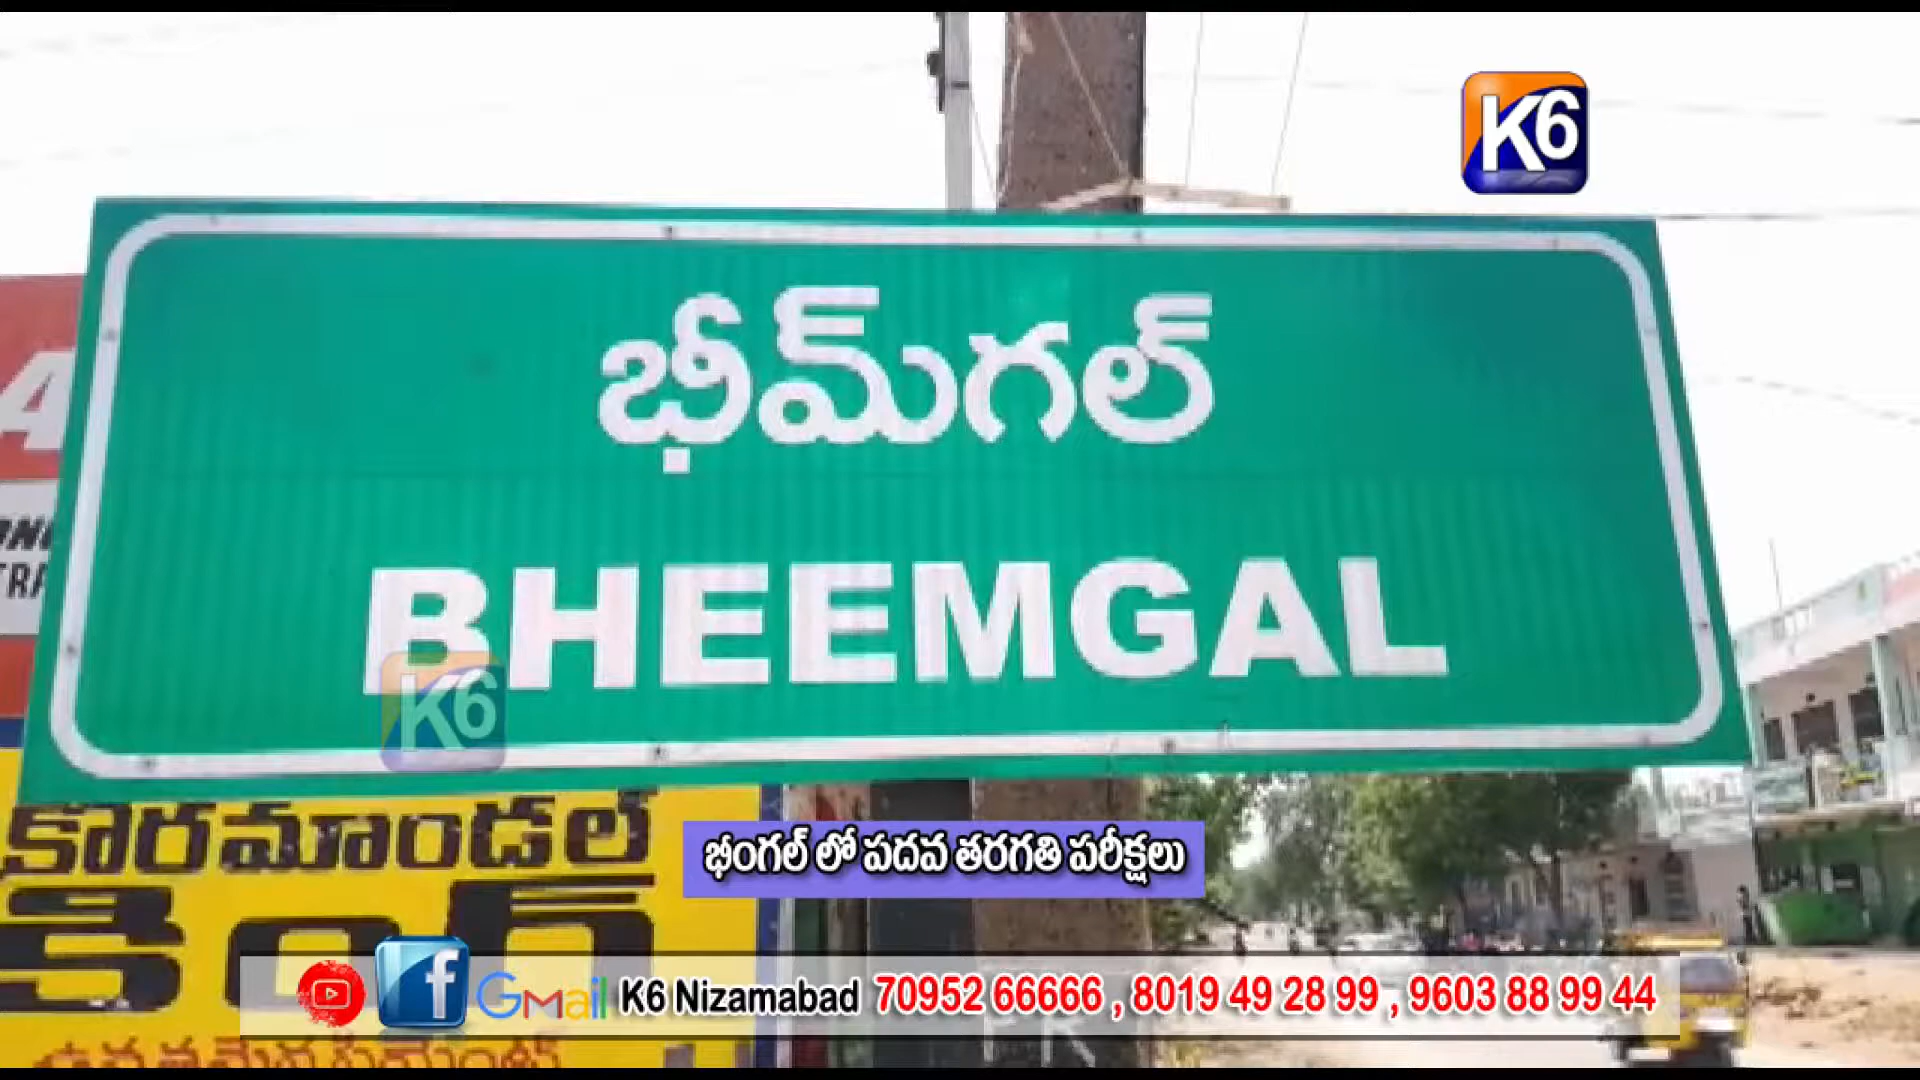 K6
భీమ్‌గల్
BHEEMGAL
K6
A
కోరమాండల్
కింగ్
భీంగల్ లో పదవ తరగతి పరీక్షలు
Gmail K6 Nizamabad 70952 66666 , 8019 49 28 99 , 9603 88 99 44